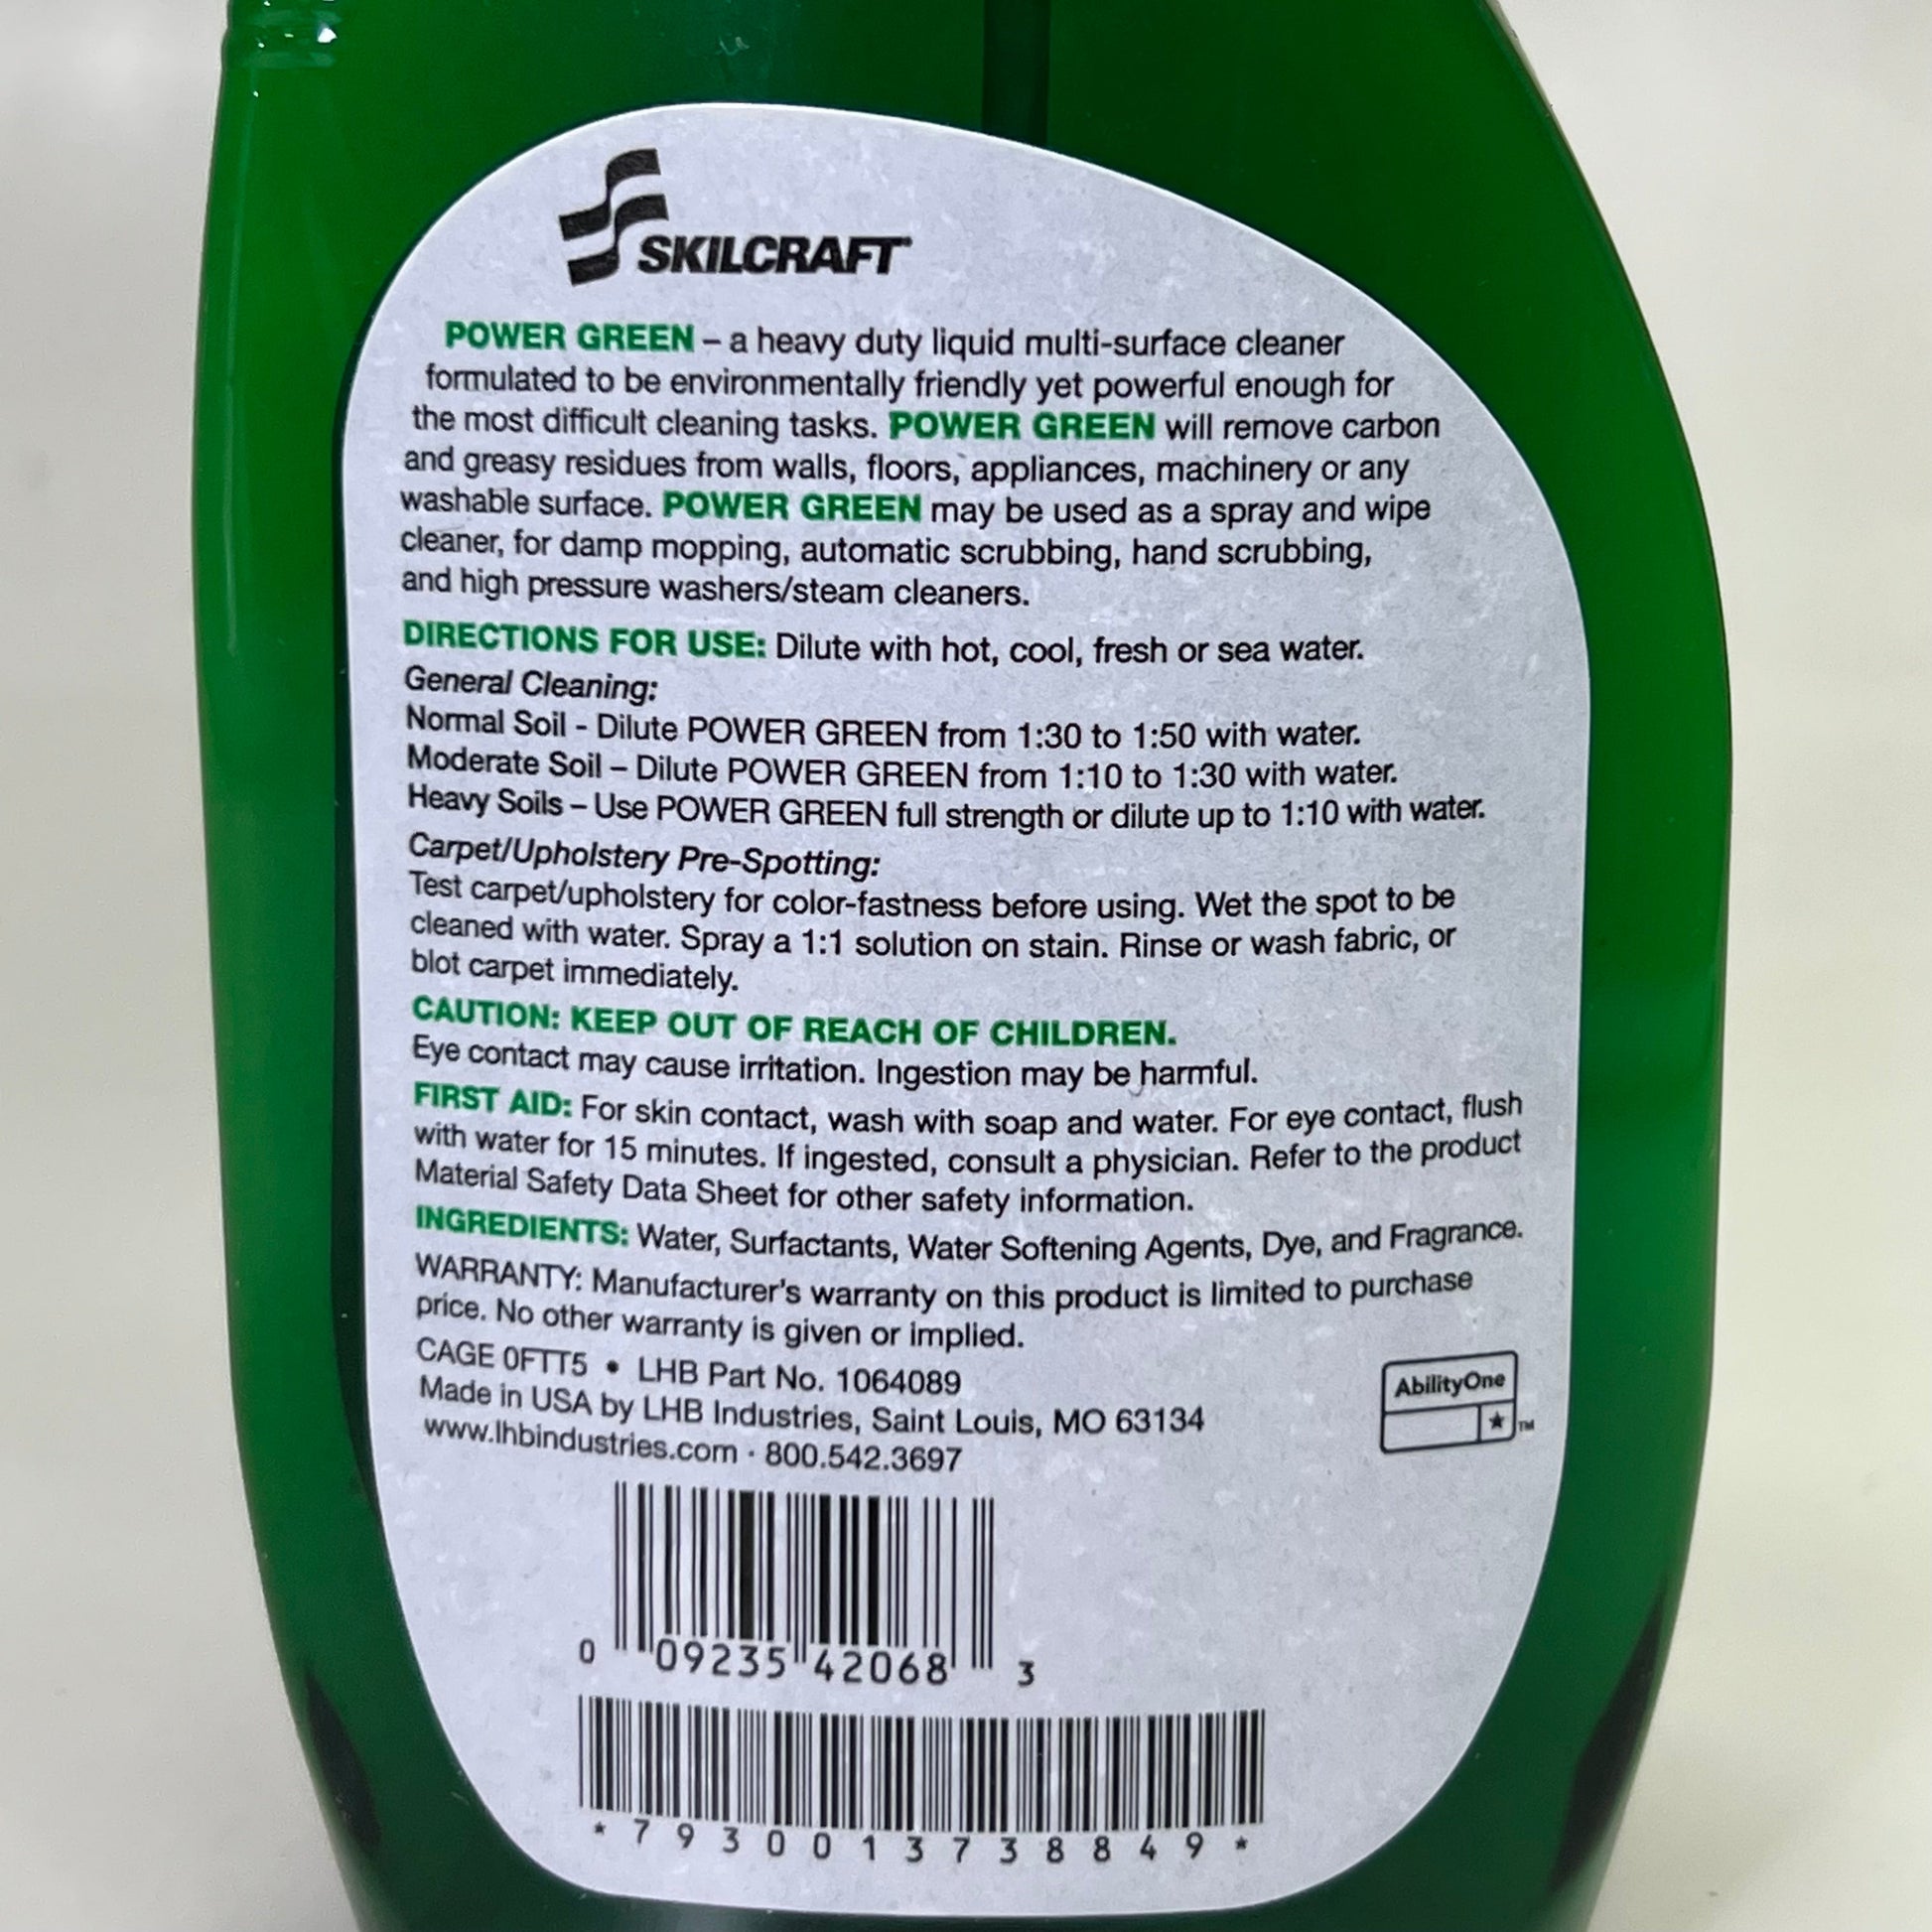 SKILCRAFT
POWER GREEN – a heavy duty liquid multi-surface cleaner
formulated to be environmentally friendly yet powerful enough for
the most difficult cleaning tasks. POWER GREEN will remove carbon
and greasy residues from walls, floors, appliances, machinery or any
washable surface. POWER GREEN may be used as a spray and wipe
cleaner, for damp mopping, automatic scrubbing, hand scrubbing,
and high pressure washers/steam cleaners.
DIRECTIONS FOR USE: Dilute with hot, cool, fresh or sea water.
General Cleaning:
Normal Soil - Dilute POWER GREEN from 1:30 to 1:50 with water.
Moderate Soil – Dilute POWER GREEN from 1:10 to 1:30 with water.
Heavy Soils – Use POWER GREEN full strength or dilute up to 1:10 with water.
Carpet/Upholstery Pre-Spotting:
Test carpet/upholstery for color-fastness before using. Wet the spot to be
cleaned with water. Spray a 1:1 solution on stain. Rinse or wash fabric, or
blot carpet immediately.
CAUTION: KEEP OUT OF REACH OF CHILDREN.
Eye contact may cause irritation. Ingestion may be harmful.
FIRST AID: For skin contact, wash with soap and water. For eye contact, flush
with water for 15 minutes. If ingested, consult a physician. Refer to the product
Material Safety Data Sheet for other safety information.
INGREDIENTS: Water, Surfactants, Water Softening Agents, Dye, and Fragrance.
WARRANTY: Manufacturer's warranty on this product is limited to purchase
price. No other warranty is given or implied.
CAGE 0FTT5 • LHB Part No. 1064089
Made in USA by LHB Industries, Saint Louis, MO 63134
www.lhbindustries.com · 800.542.3697
AbilityOne
TM
0 09235 42068 3
*7930013738849*